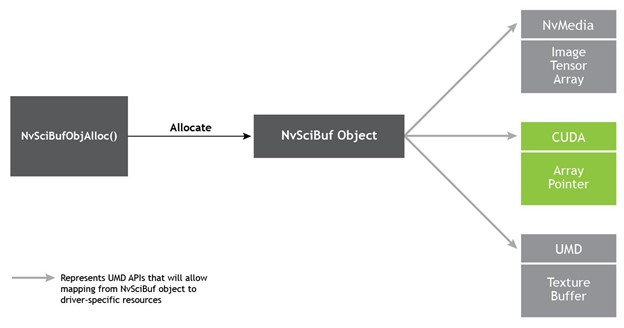 NvMedia
Image
Tensor
Array
NvSciBufObjAlloc()
Allocate
NvSciBuf Object
CUDA
Array
Pointer
UMD
Texture
Buffer
Represents UMD APIs that will allow
mapping from NvSciBuf object to
driver-specific resources